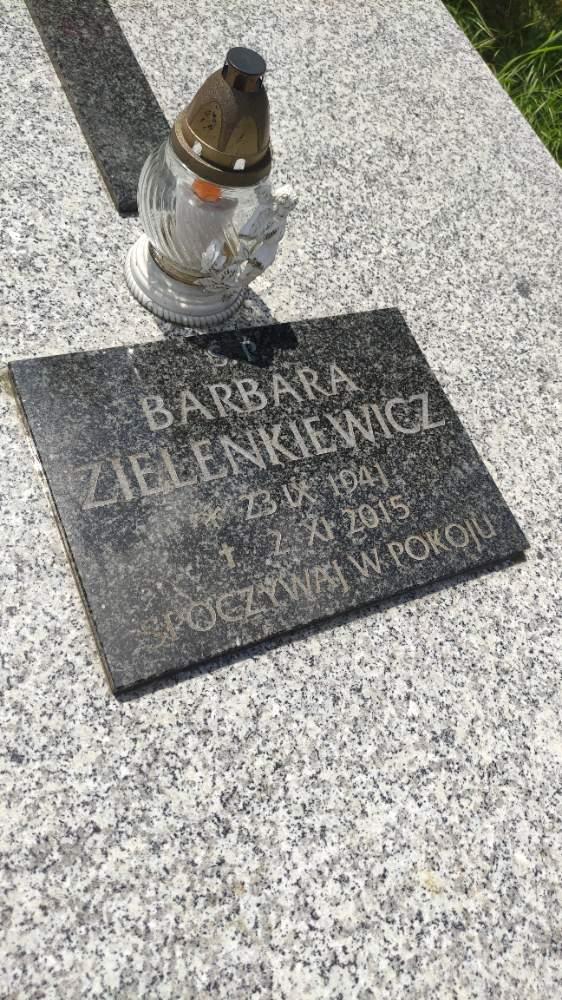 Ś P
BARBARA
ZIELENKIEWICZ
* 23 IX 1941
† 2 XI 2015
SPOCZYWAJ W POKOJU